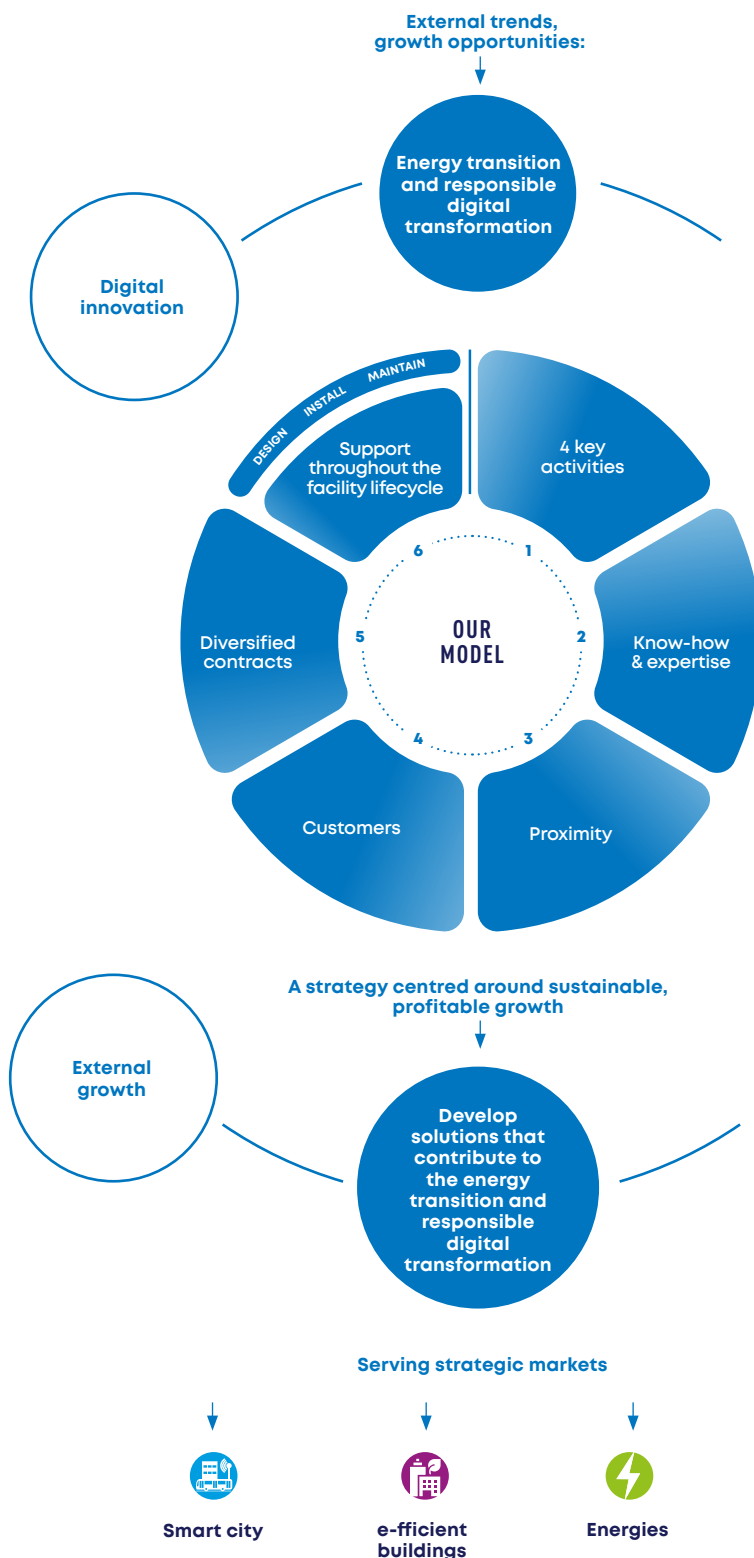 External trends,
growth opportunities:
Energy transition
and responsible
digital
transformation
Digital
innovation
DESIGN INSTALL MAINTAIN
Support
throughout the
facility lifecycle
4 key
activities
6
1
Diversified
contracts
5
OUR
MODEL
2
Know-how
& expertise
4
3
Customers
Proximity
A strategy centred around sustainable,
profitable growth
External
growth
Develop
solutions that
contribute to
the energy
transition and
responsible
digital
transformation
Serving strategic markets
Smart city
e-fficient
buildings
Energies